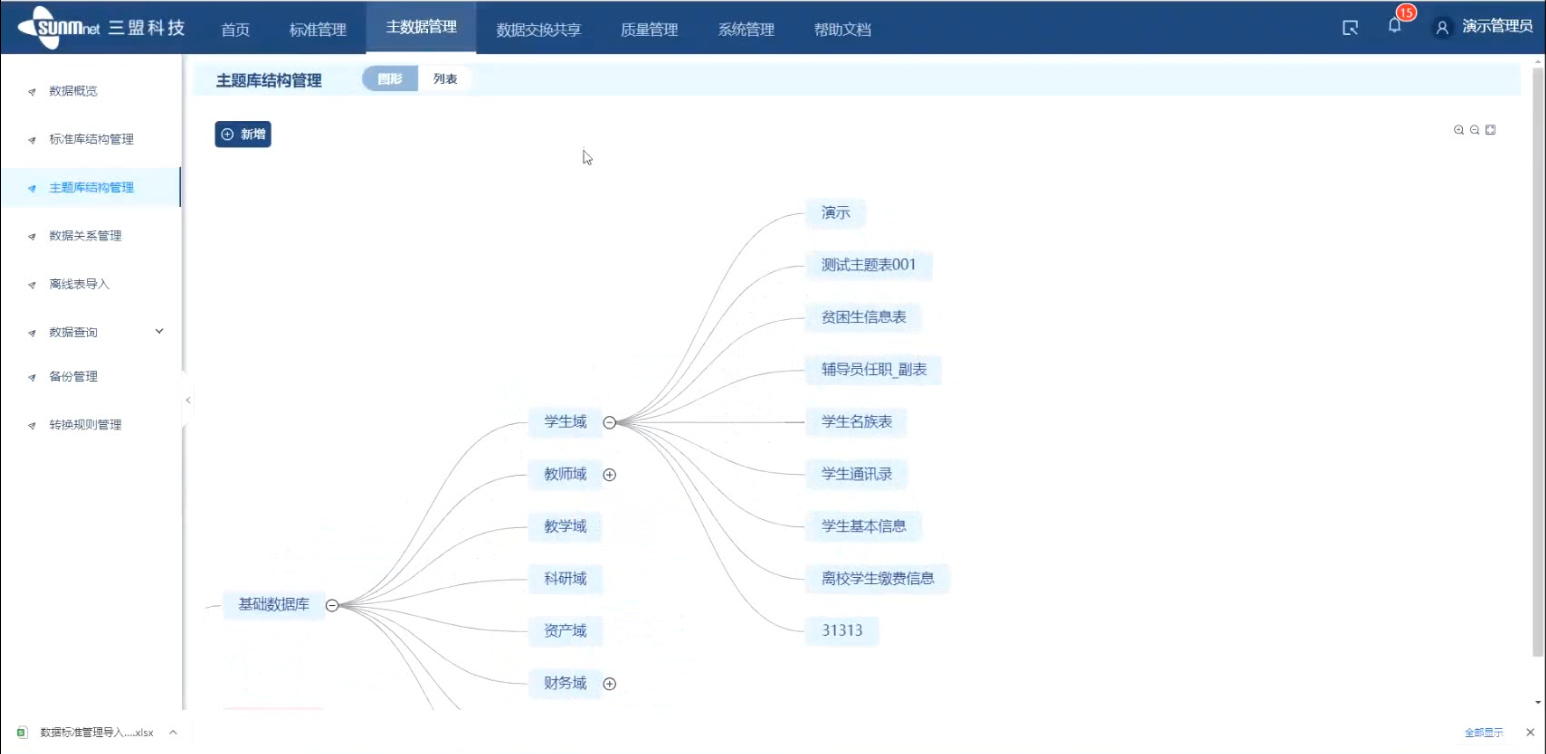 SUNMnet 三盟科技
首页 标准管理 主数据管理 数据交换共享 质量管理 系统管理 帮助文档
15
演示管理员
数据概览
标准库结构管理
主题库结构管理
数据关系管理
离线表导入
数据查询
备份管理
转换规则管理
主题库结构管理 图形 列表
新增
演示
测试主题表001
贫困生信息表
辅导员任职_副表
学生域
学生名族表
教师域
学生通讯录
教学域
学生基本信息
科研域
离校学生缴费信息
基础数据库
资产域
31313
财务域
数据标准管理导入....xlsx
全部显示